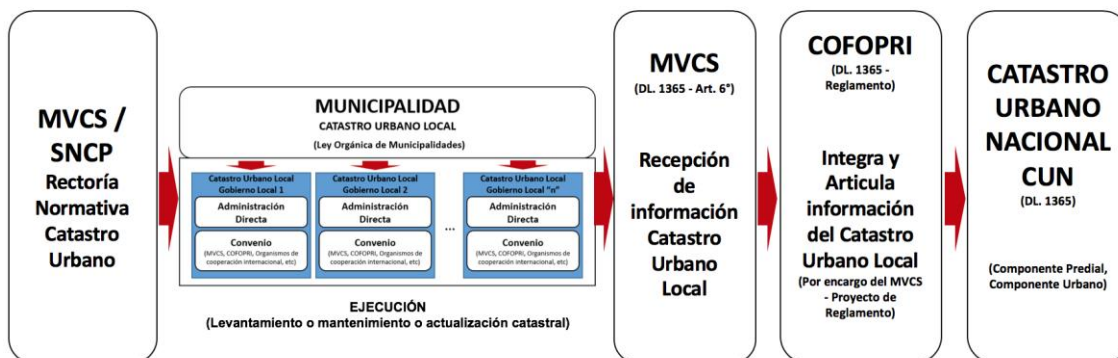 MVCS /
SNCP
Rectoría
Normativa
Catastro
Urbano
MUNICIPALIDAD
CATASTRO URBANO LOCAL
(Ley Orgánica de Municipalidades)
Catastro Urbano Local
Gobierno Local 1
Administración
Directa
Convenio
(MVCS, COFOPRI, Organismos de
cooperación internacional, etc)
Catastro Urbano Local
Gobierno Local 2
Administración
Directa
Convenio
(MVCS, COFOPRI, Organismos de
cooperación internacional, etc)
...
Catastro Urbano Local
Gobierno Local "n"
Administración
Directa
Convenio
(MVCS, COFOPRI, Organismos de
cooperación internacional, etc)
EJECUCIÓN
(Levantamiento o mantenimiento o actualización catastral)
MVCS
(DL. 1365 - Art. 6°)
Recepción
de
información
Catastro
Urbano
Local
COFOPRI
(DL. 1365 -
Reglamento)
Integra y
Articula
información
del Catastro
Urbano Local
(Por encargo del MVCS
- Proyecto de
Reglamento)
CATASTRO
URBANO
NACIONAL
CUN
(DL. 1365)
(Componente Predial,
Componente Urbano)